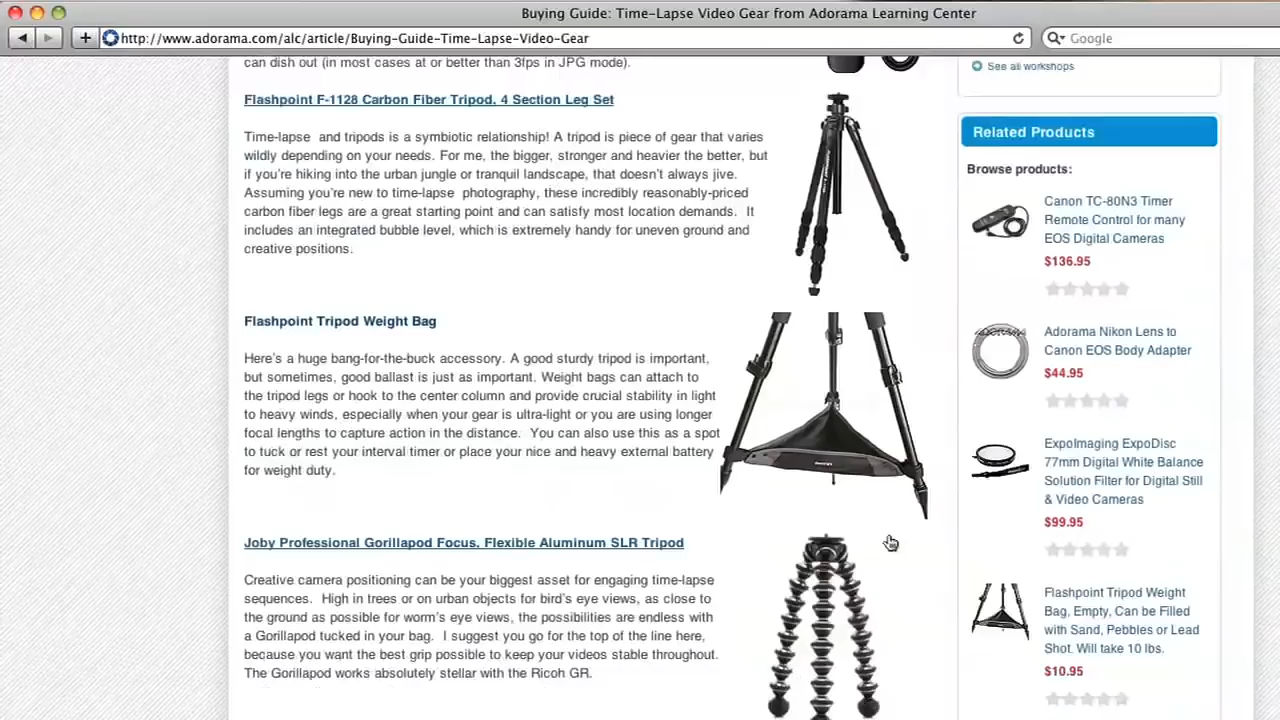 Buying Guide: Time-Lapse Video Gear from Adorama Learning Center
http://www.adorama.com/alc/article/Buying-Guide-Time-Lapse-Video-Gear
Google
can dish out (in most cases at or better than 3fps in JPG mode).
Flashpoint F-1128 Carbon Fiber Tripod, 4 Section Leg Set
Time-lapse and tripods is a symbiotic relationship! A tripod is piece of gear that varies
wildly depending on your needs. For me, the bigger, stronger and heavier the better, but
if you're hiking into the urban jungle or tranquil landscape, that doesn't always jive.
Assuming you're new to time-lapse photography, these incredibly reasonably-priced
carbon fiber legs are a great starting point and can satisfy most location demands. It
includes an integrated bubble level, which is extremely handy for uneven ground and
creative positions.
Flashpoint Tripod Weight Bag
Here's a huge bang-for-the-buck accessory. A good sturdy tripod is important,
but sometimes, good ballast is just as important. Weight bags can attach to
the tripod legs or hook to the center column and provide crucial stability in light
to heavy winds, especially when your gear is ultra-light or you are using longer
focal lengths to capture action in the distance. You can also use this as a spot
to tuck or rest your interval timer or place your nice and heavy external battery
for weight duty.
Joby Professional Gorillapod Focus, Flexible Aluminum SLR Tripod
Creative camera positioning can be your biggest asset for engaging time-lapse
sequences. High in trees or on urban objects for bird's eye views, as close to
the ground as possible for worm's eye views, the possibilities are endless with
a Gorillapod tucked in your bag. I suggest you go for the top of the line here,
because you want the best grip possible to keep your videos stable throughout.
The Gorillapod works absolutely stellar with the Ricoh GR.
See all workshops
Related Products
Browse products:
Canon TC-80N3 Timer
Remote Control for many
EOS Digital Cameras
$136.95
Adorama Nikon Lens to
Canon EOS Body Adapter
$44.95
ExpoImaging ExpoDisc
77mm Digital White Balance
Solution Filter for Digital Still
& Video Cameras
$99.95
Flashpoint Tripod Weight
Bag, Empty, Can be Filled
with Sand, Pebbles or Lead
Shot. Will take 10 lbs.
$10.95